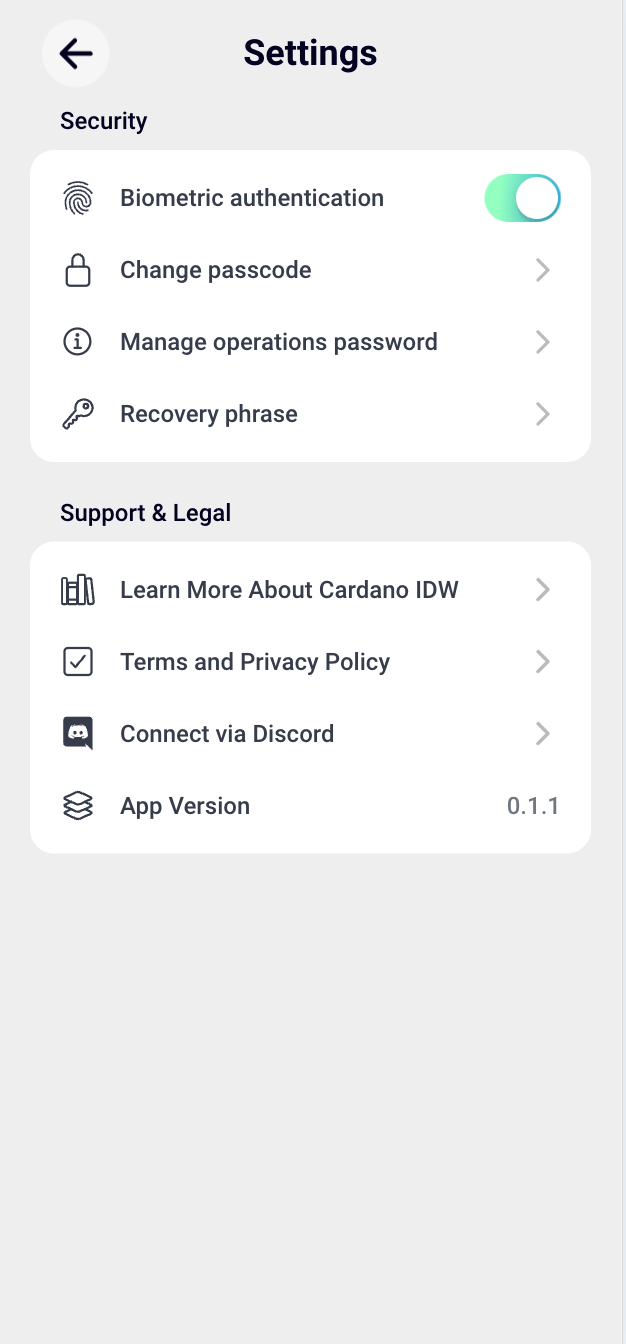 Settings
Security
Biometric authentication
Change passcode
Manage operations password
Recovery phrase
Support & Legal
Learn More About Cardano IDW
Terms and Privacy Policy
Connect via Discord
App Version 0.1.1